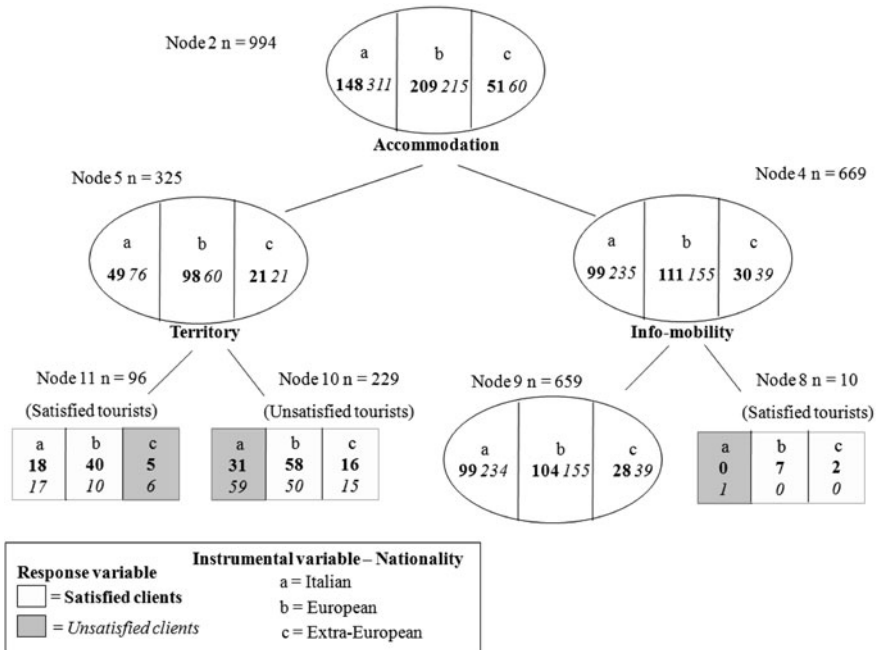 Node 2 n = 994
a b c
148 311 209 215 51 60
Accommodation
Node 5 n = 325
Node 4 n = 669
a b c
49 76 98 60 21 21
Territory
a b c
99 235 111 155 30 39
Info-mobility
Node 11 n = 96
(Satisfied tourists)
a b c
18 40 5
17 10 6
Node 10 n = 229
(Unsatisfied tourists)
a b c
31 58 16
59 50 15
Node 9 n = 659
a b c
99 234 104 155 28 39
Node 8 n = 10
(Satisfied tourists)
a b c
0 7 2
1 0 0
Response variable
= Satisfied clients
= Unsatisfied clients
Instrumental variable – Nationality
a = Italian
b = European
c = Extra-European